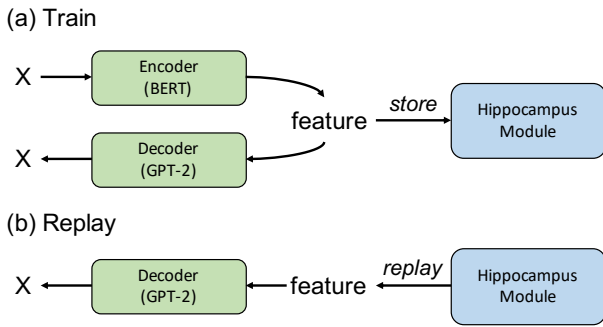 (a) Train
X
Encoder
(BERT)
feature
store
Hippocampus
Module
X
Decoder
(GPT-2)
(b) Replay
X
Decoder
(GPT-2)
feature
replay
Hippocampus
Module